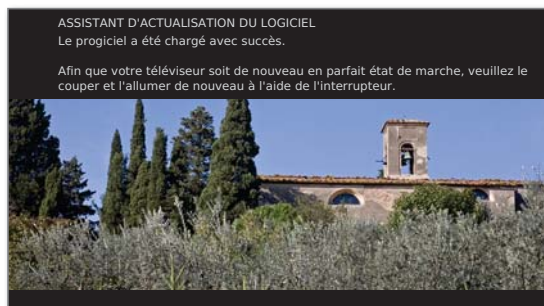 ASSISTANT D'ACTUALISATION DU LOGICIEL
Le progiciel a été chargé avec succès.
Afin que votre téléviseur soit de nouveau en parfait état de marche, veuillez le
couper et l'allumer de nouveau à l'aide de l'interrupteur.